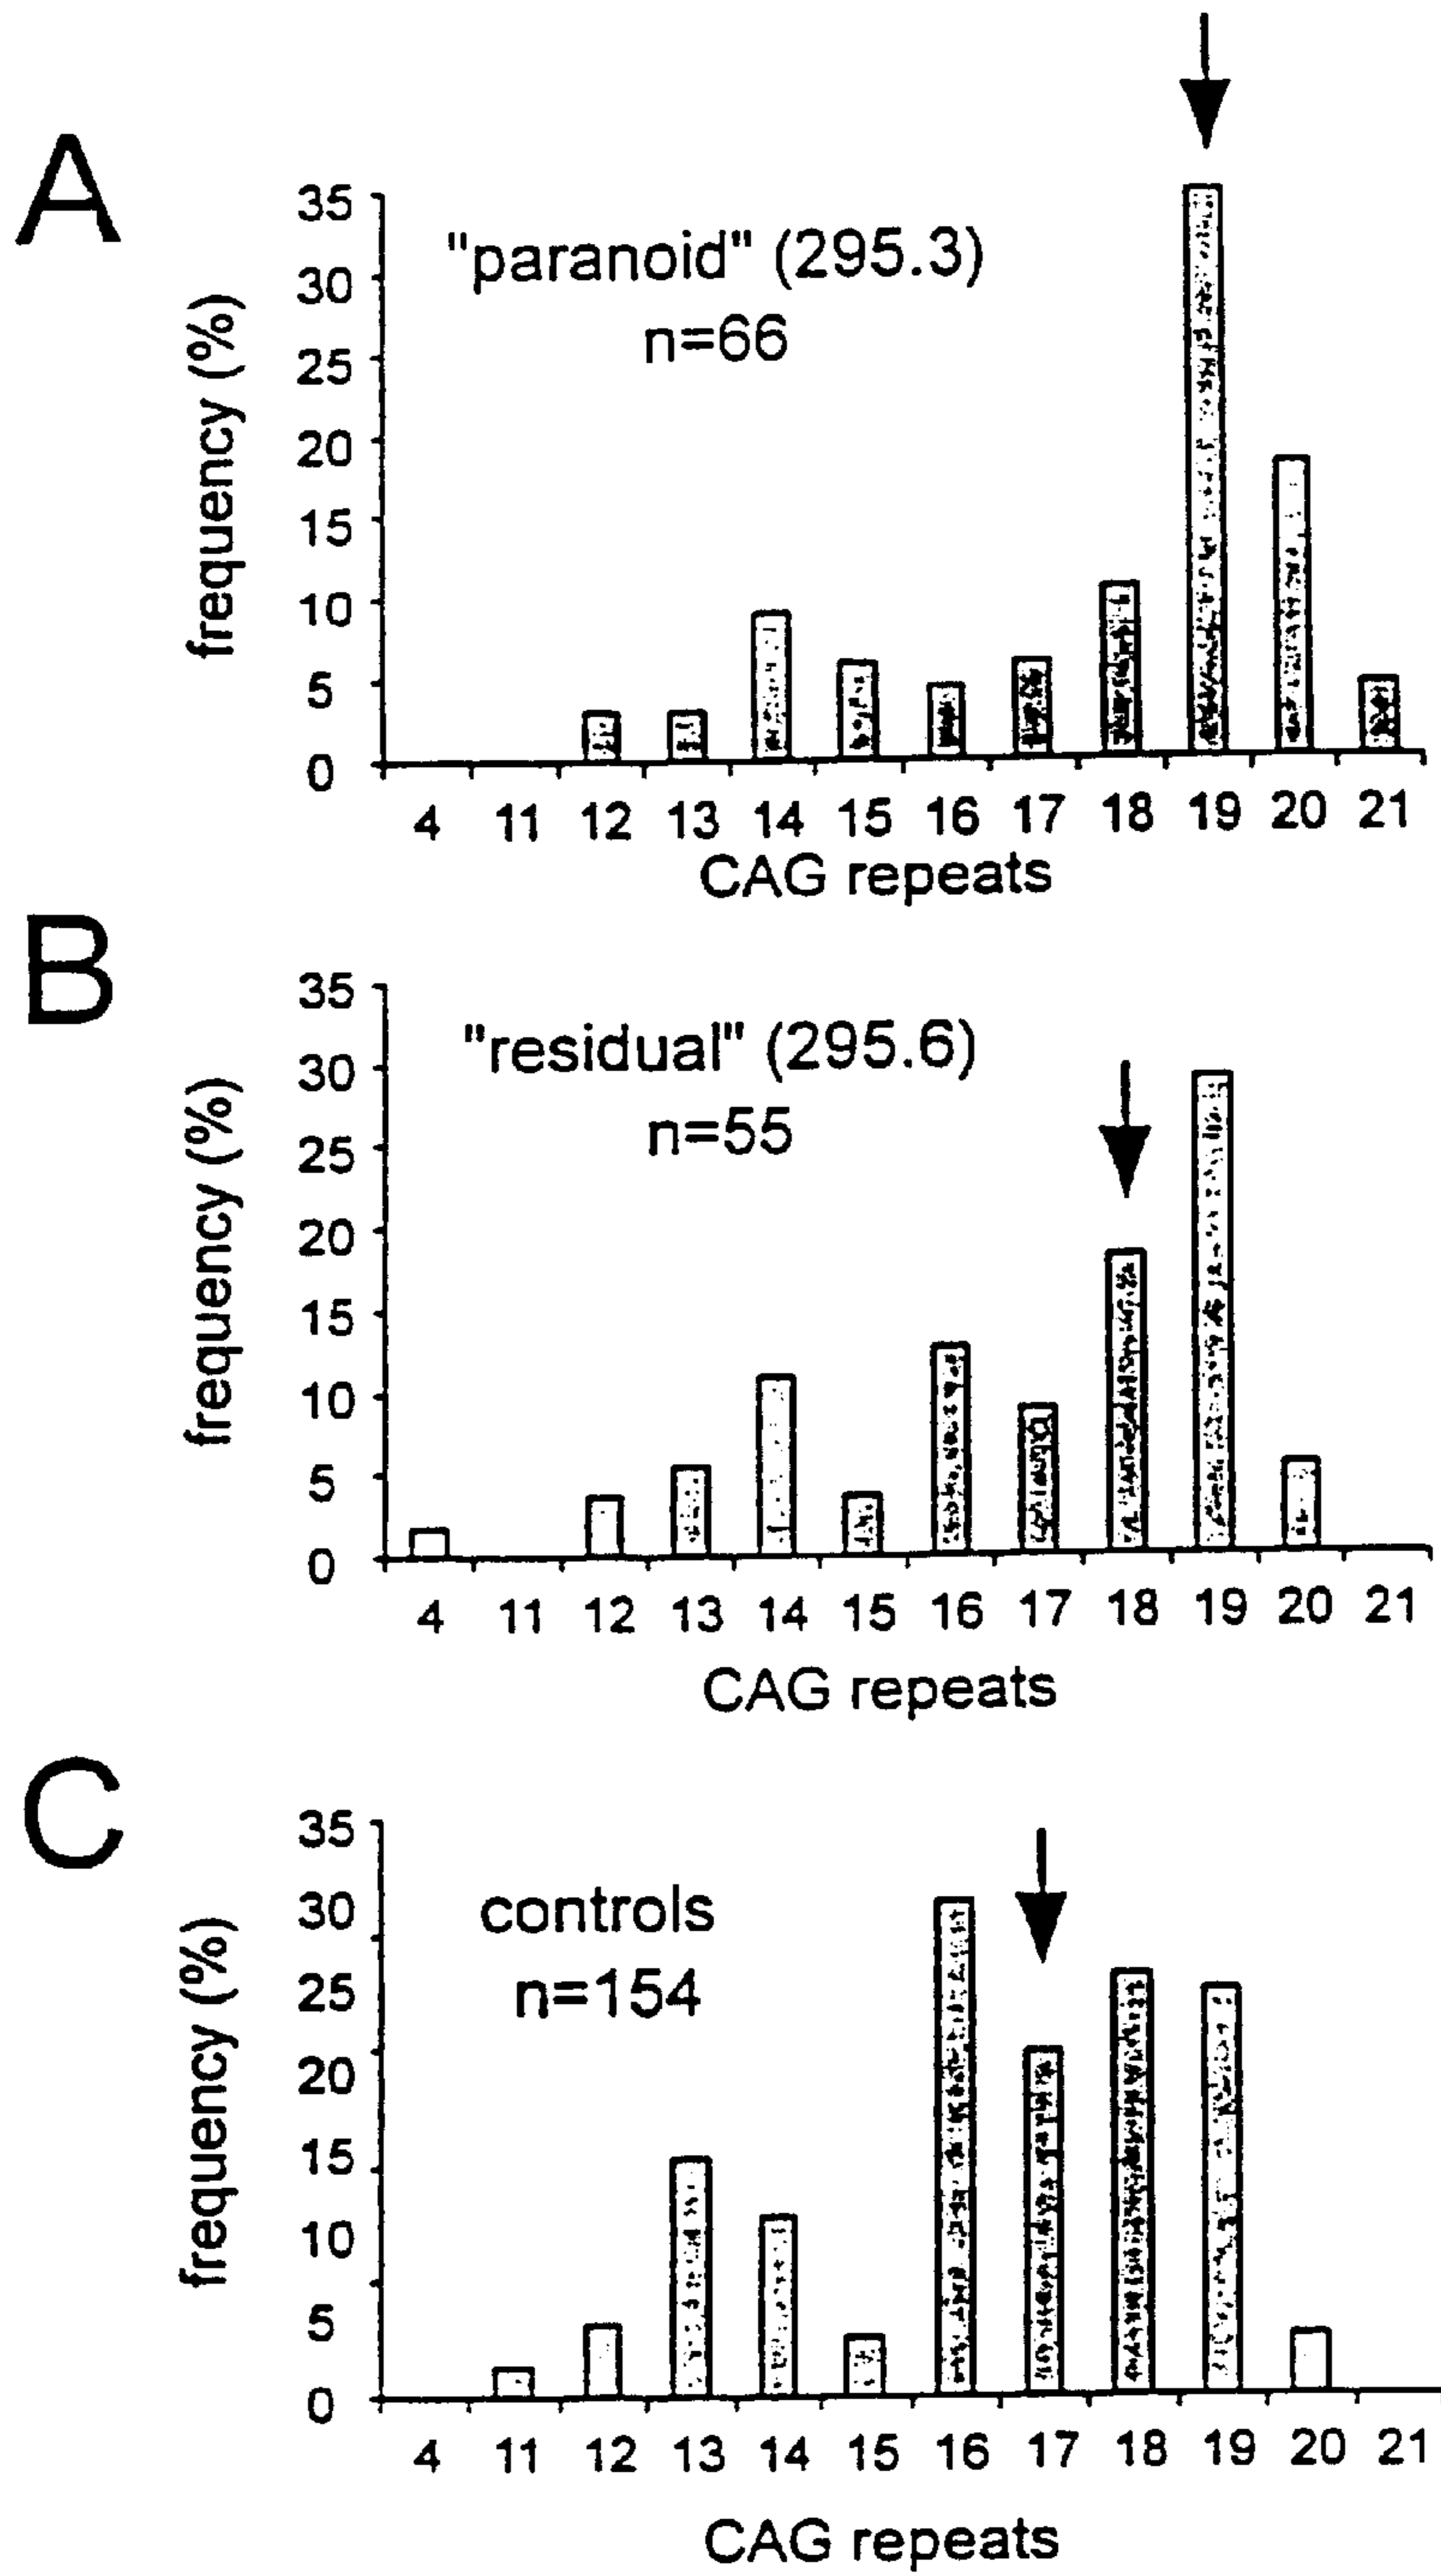 A
35
"paranoid" (295.3)
30
n=66
25
20
15
10
5
0
frequency (%)
4 11 12 13 14 15 16 17 18 19 20 21
CAG repeats
B
35
"residual" (295.6)
30
n=55
25
20
15
10
5
0
frequency (%)
4 11 12 13 14 15 16 17 18 19 20 21
CAG repeats
C
35
controls
30
n=154
25
20
15
10
5
0
frequency (%)
4 11 12 13 14 15 16 17 18 19 20 21
CAG repeats